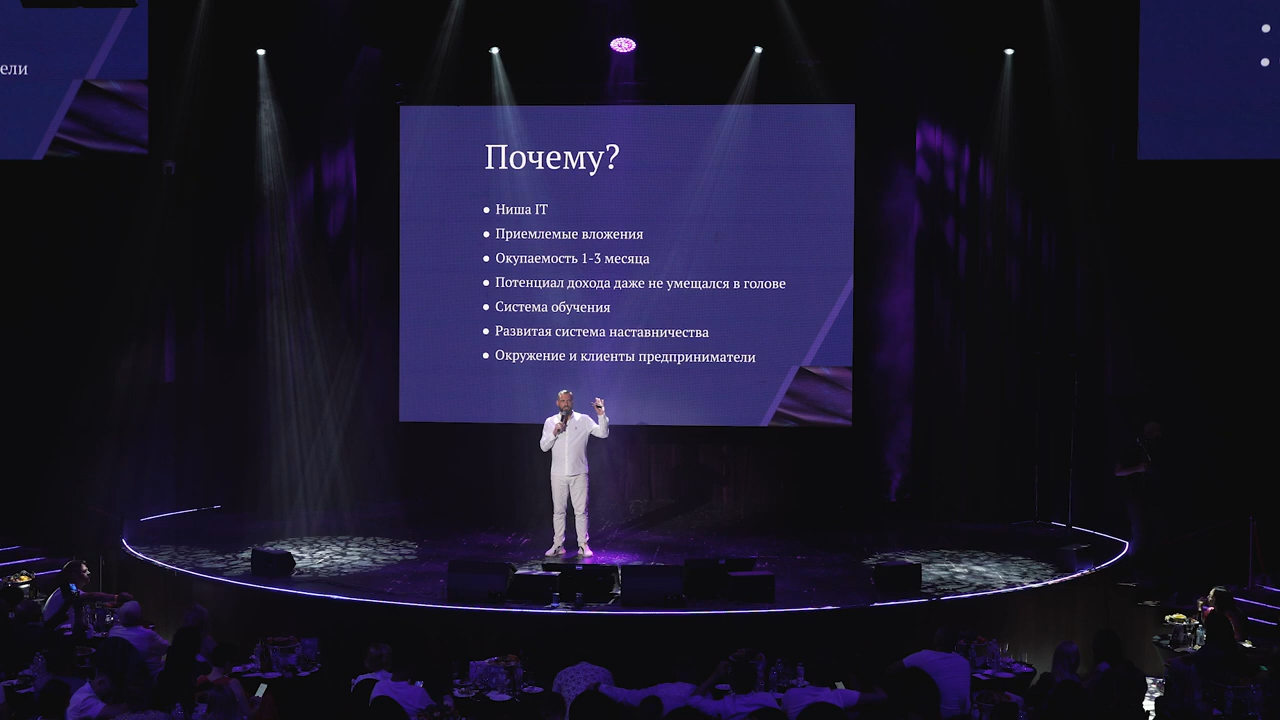 ели
Почему?
• Ниша IT
• Приемлемые вложения
• Окупаемость 1-3 месяца
• Потенциал дохода даже не умещался в голове
• Система обучения
• Развитая система наставничества
• Окружение и клиенты предприниматели